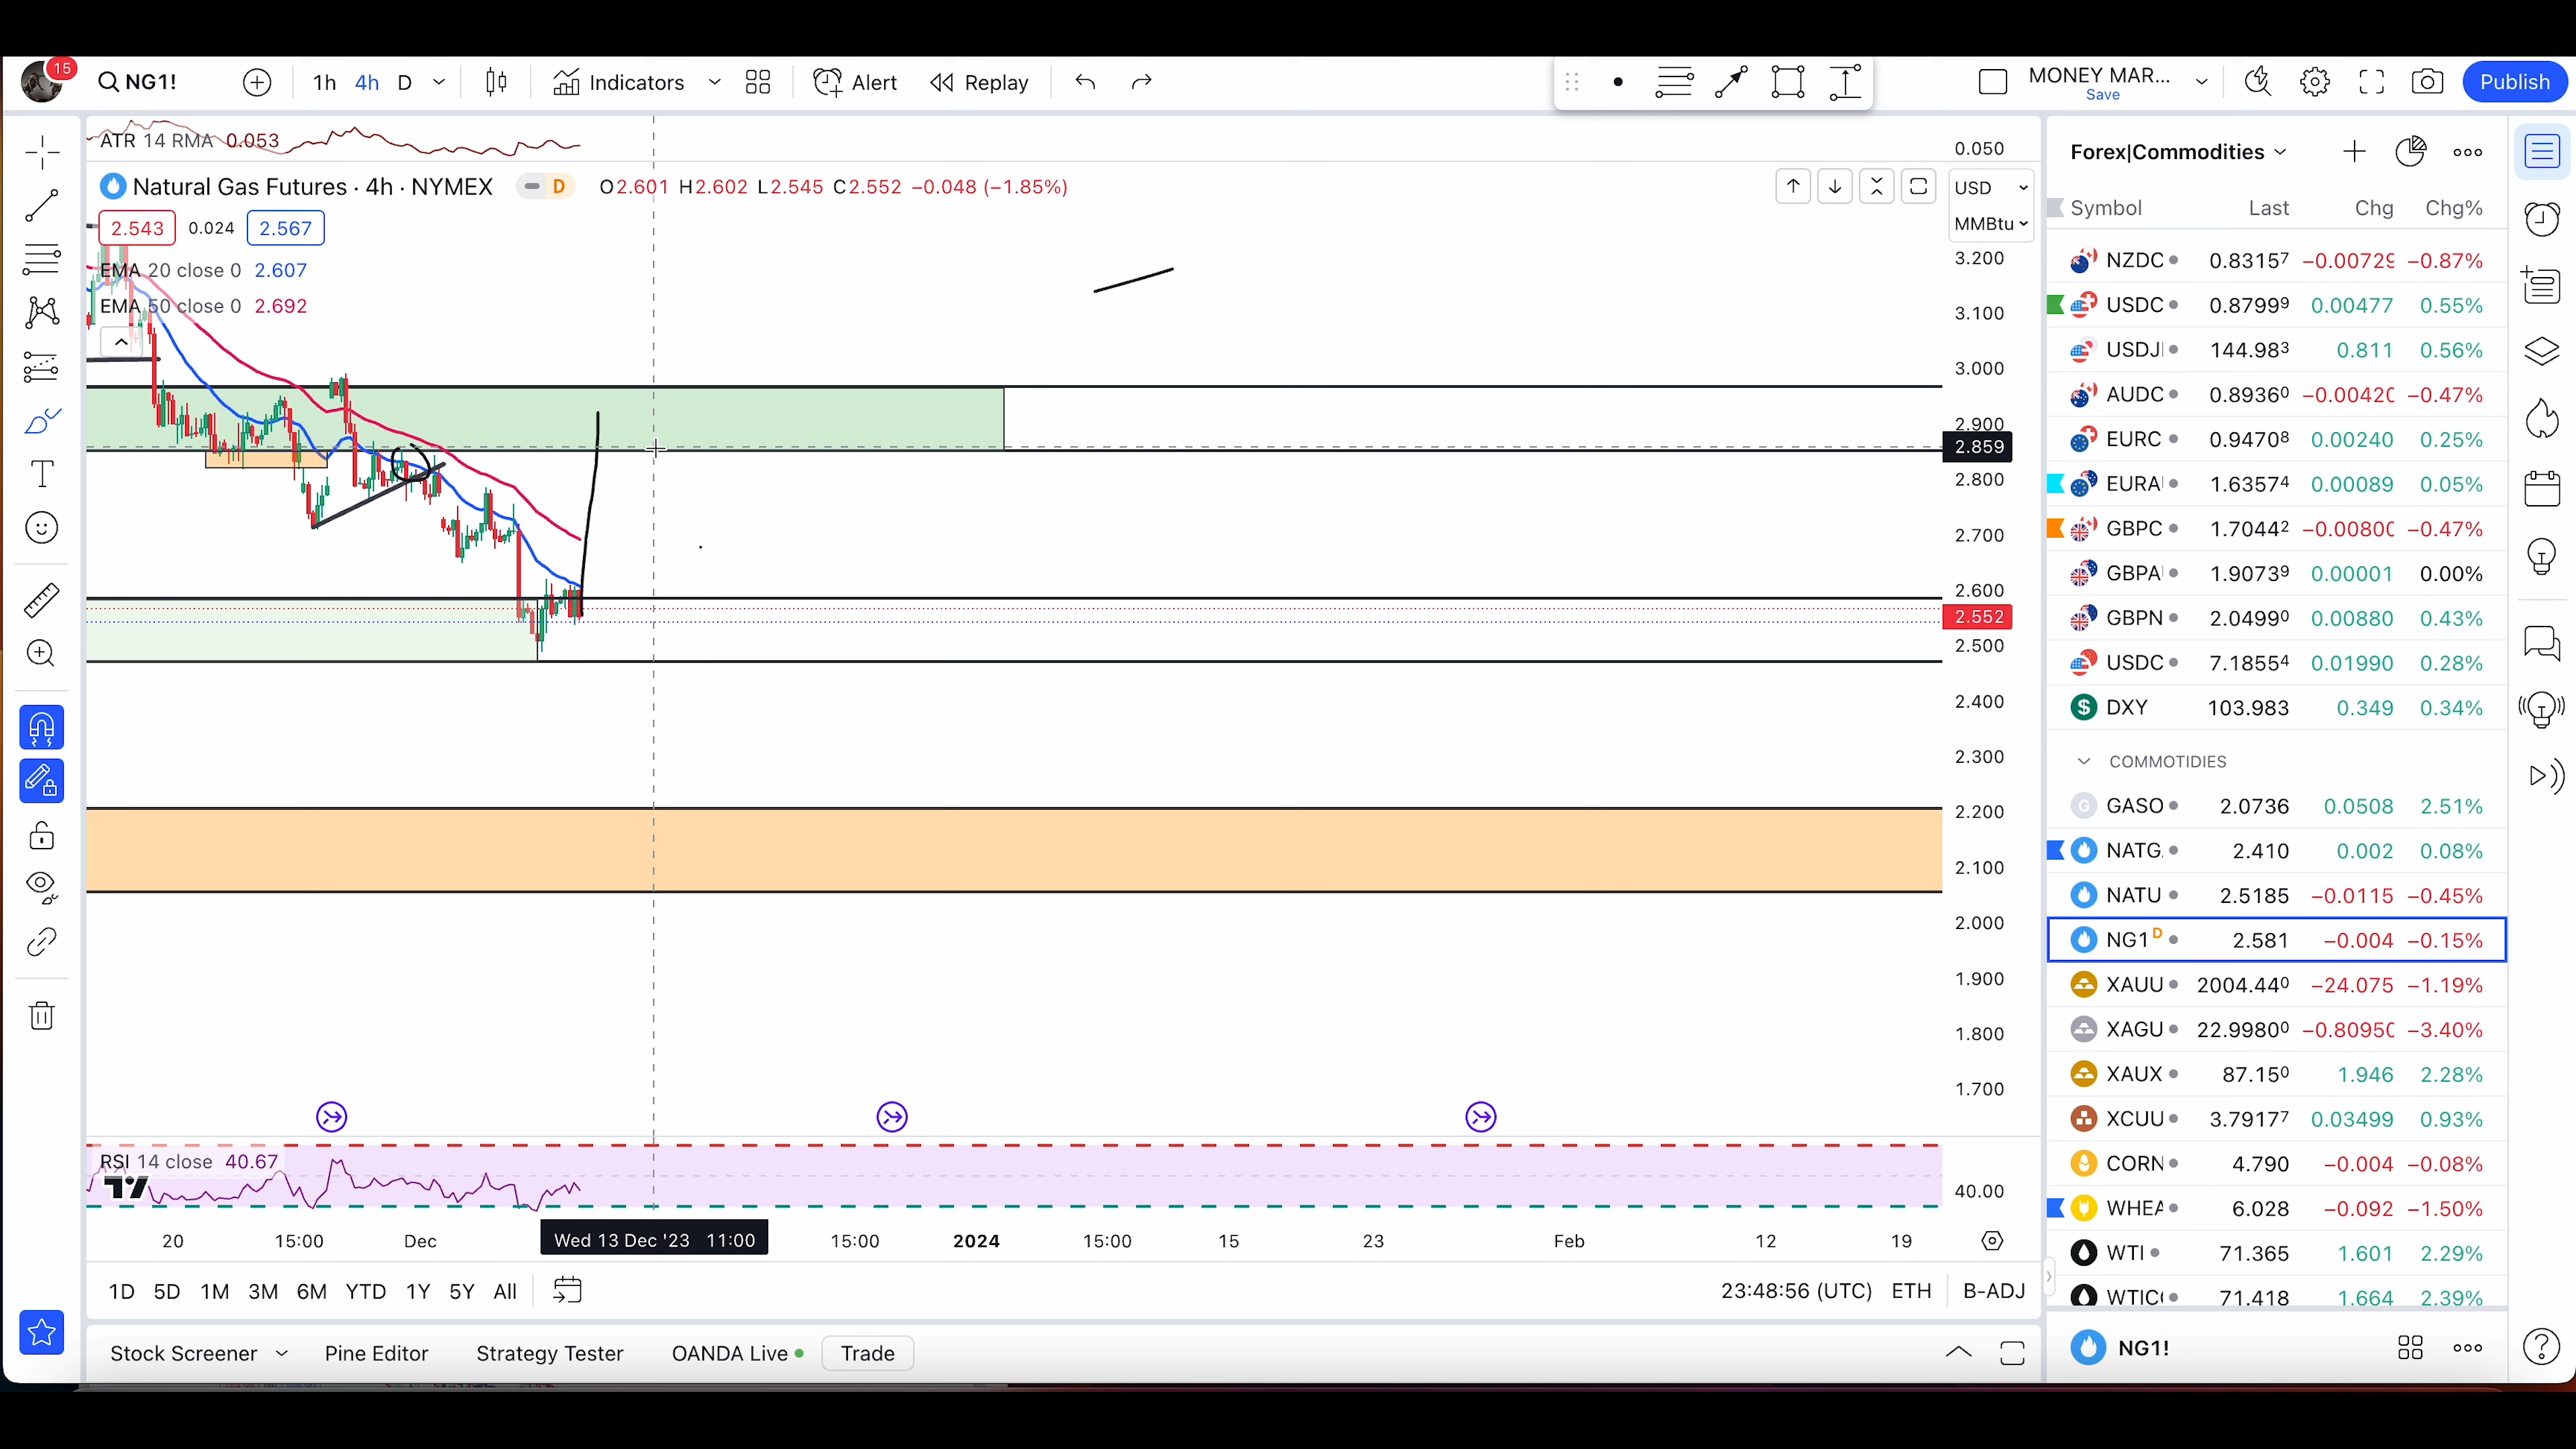 15 NG1! 1h 4h D Indicators Alert Replay MONEY MAR... Save Publish
ATR 14 RMA 0.053
0.050
Natural Gas Futures · 4h · NYMEX D O2.601 H2.602 L2.545 C2.552 −0.048 (−1.85%)
USD
MMBtu
2.543 0.024 2.567
EMA 20 close 0 2.607
EMA 50 close 0 2.692
3.200
3.100
3.000
2.900
2.859
2.800
2.700
2.600
2.552
2.500
2.400
2.300
2.200
2.100
2.000
1.900
1.800
1.700
RSI 14 close 40.67
40.00
20 15:00 Dec Wed 13 Dec '23 11:00 15:00 2024 15:00 15 23 Feb 12 19
1D 5D 1M 3M 6M YTD 1Y 5Y All 23:48:56 (UTC) ETH B-ADJ
Stock Screener Pine Editor Strategy Tester OANDA Live Trade
Forex|Commodities
Symbol Last Chg Chg%
NZDC 0.83157 −0.00729 −0.87%
USDC 0.87999 0.00477 0.55%
USDJ 144.983 0.811 0.56%
AUDC 0.89360 −0.00420 −0.47%
EURC 0.94708 0.00240 0.25%
EURA 1.63574 0.00089 0.05%
GBPC 1.70442 −0.00800 −0.47%
GBPA 1.90739 0.00001 0.00%
GBPN 2.04990 0.00880 0.43%
USDC 7.18554 0.01990 0.28%
DXY 103.983 0.349 0.34%
COMMOTIDIES
GASO 2.0736 0.0508 2.51%
NATG 2.410 0.002 0.08%
NATU 2.5185 −0.0115 −0.45%
NG1 D 2.581 −0.004 −0.15%
XAUU 2004.440 −24.075 −1.19%
XAGU 22.99800 −0.80950 −3.40%
XAUX 87.150 1.946 2.28%
XCUU 3.79177 0.03499 0.93%
CORN 4.790 −0.004 −0.08%
WHEA 6.028 −0.092 −1.50%
WTI 71.365 1.601 2.29%
WTICO 71.418 1.664 2.39%
NG1!